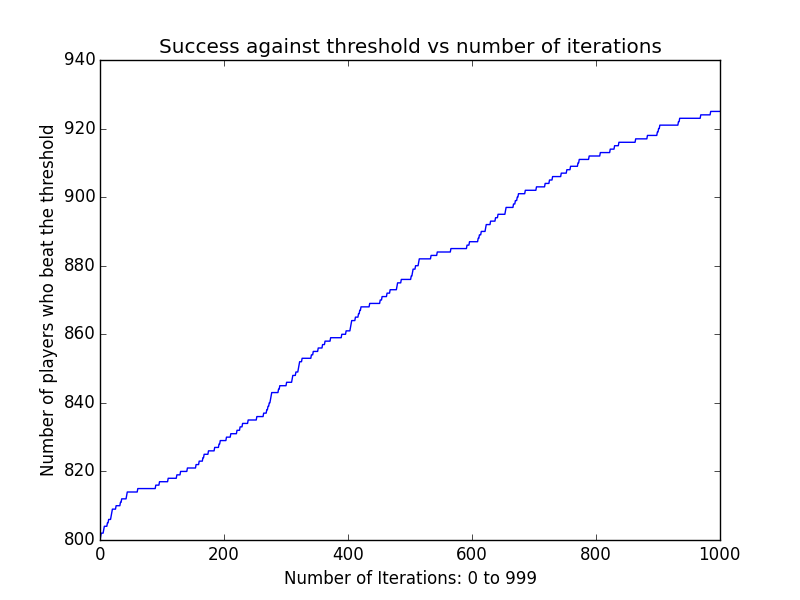 Success against threshold vs number of iterations
940
920
900
880
860
840
820
800
Number of players who beat the threshold
0 200 400 600 800 1000
Number of Iterations: 0 to 999